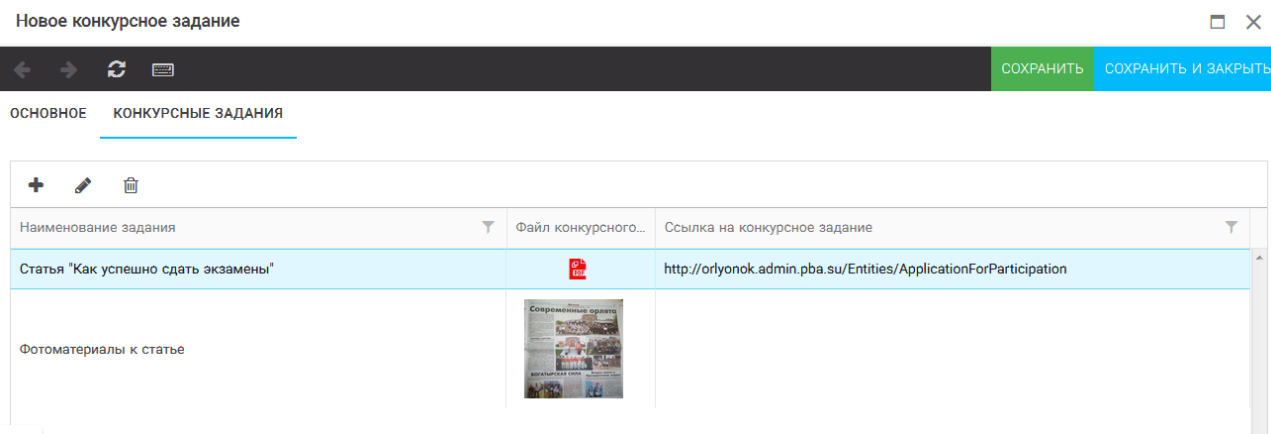 Новое конкурсное задание
СОХРАНИТЬ СОХРАНИТЬ И ЗАКРЫТЬ
ОСНОВНОЕ КОНКУРСНЫЕ ЗАДАНИЯ
Наименование задания Файл конкурсного... Ссылка на конкурсное задание
Статья "Как успешно сдать экзамены" PDF http://orlyonok.admin.pba.su/Entities/ApplicationForParticipation
Современные орлята
Фотоматериалы к статье
БОГАТЫРСКАЯ СИЛА